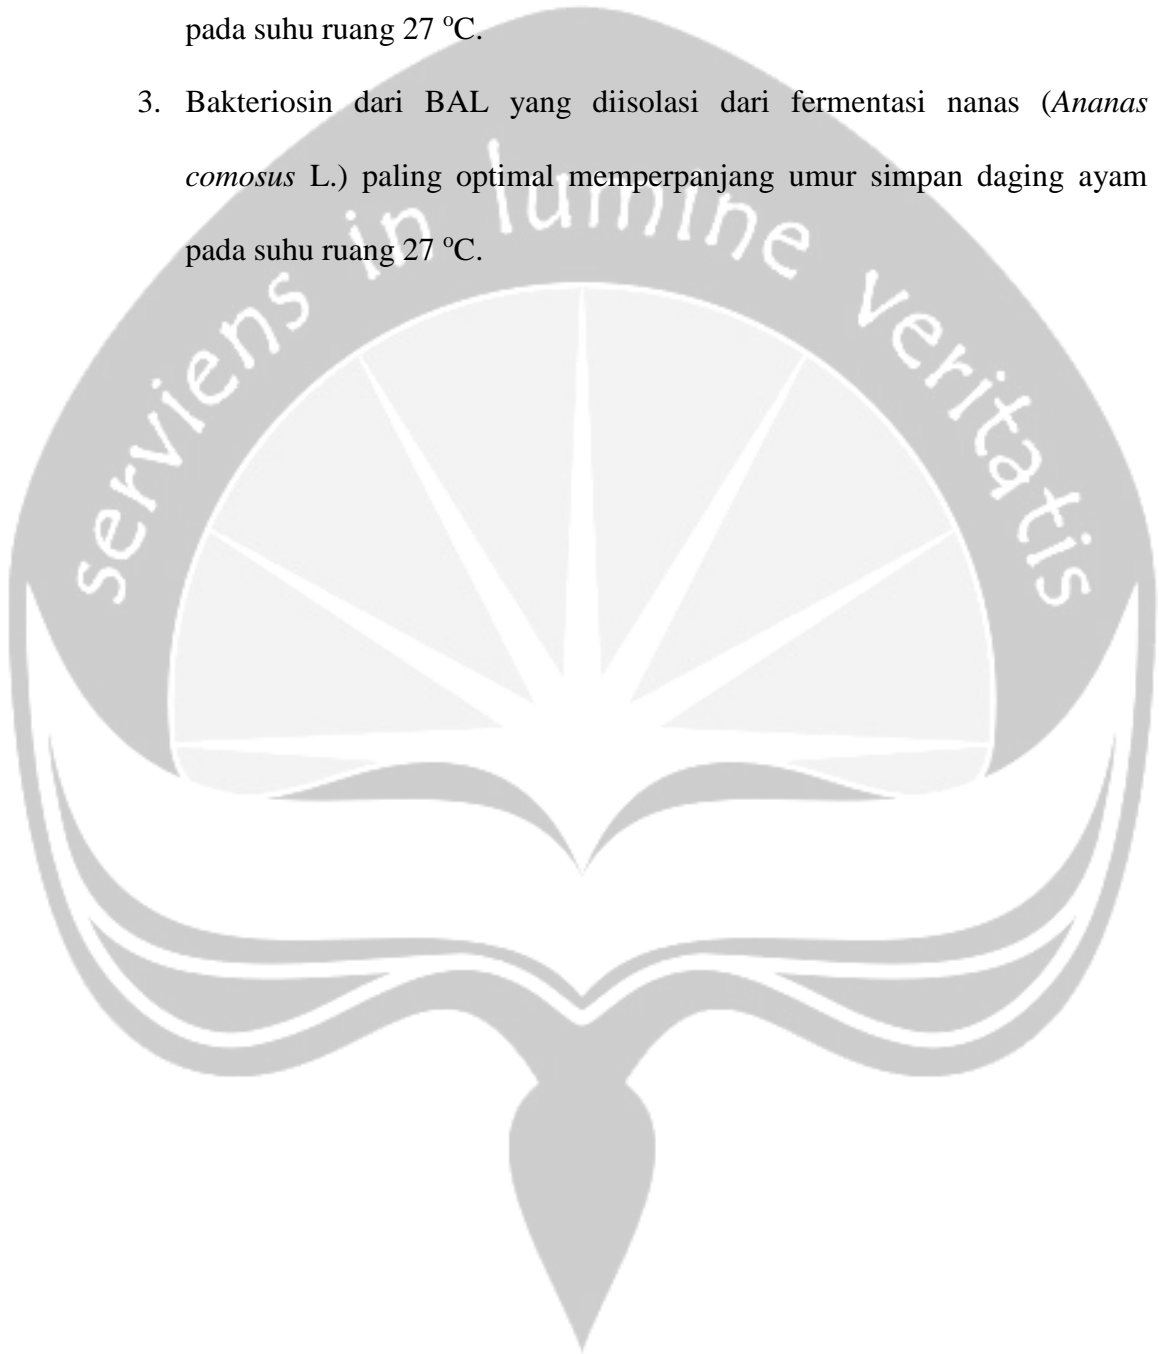 pada suhu ruang 27 °C.
3. Bakteriosin dari BAL yang diisolasi dari fermentasi nanas (Ananas
comosus L.) paling optimal memperpanjang umur simpan daging ayam
pada suhu ruang 27 °C.
serviens in lumine veritatis